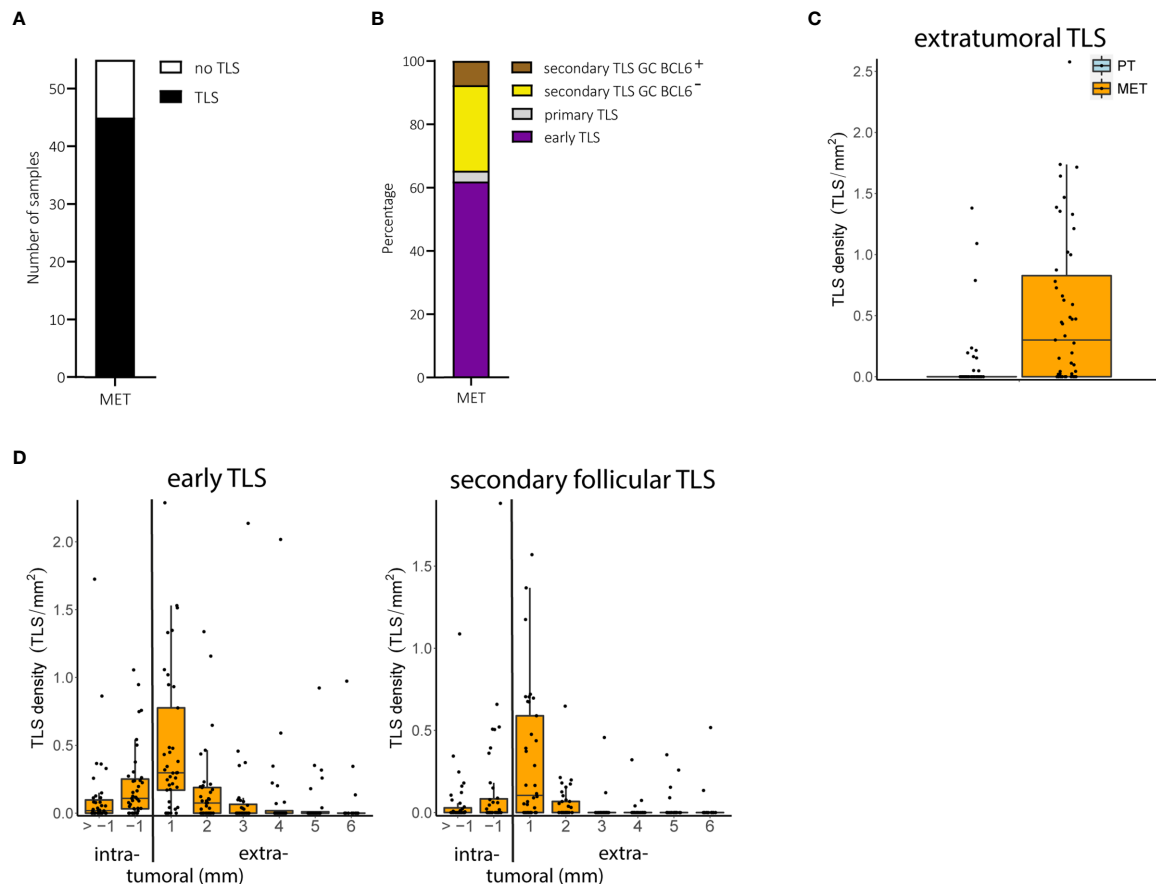 A
Number of samples
50
40
30
20
10
0
MET
no TLS
TLS
B
Percentage
100
80
60
40
20
0
MET
secondary TLS GC BCL6+
secondary TLS GC BCL6-
primary TLS
early TLS
C
extratumoral TLS
TLS density (TLS/mm²)
2.5
2.0
1.5
1.0
0.5
0.0
PT
MET
D
early TLS
TLS density (TLS/mm²)
2.0
1.5
1.0
0.5
0.0
> −1 −1 1 2 3 4 5 6
intra- extra-
tumoral (mm)
secondary follicular TLS
TLS density (TLS/mm²)
1.5
1.0
0.5
0.0
> −1 −1 1 2 3 4 5 6
intra- extra-
tumoral (mm)